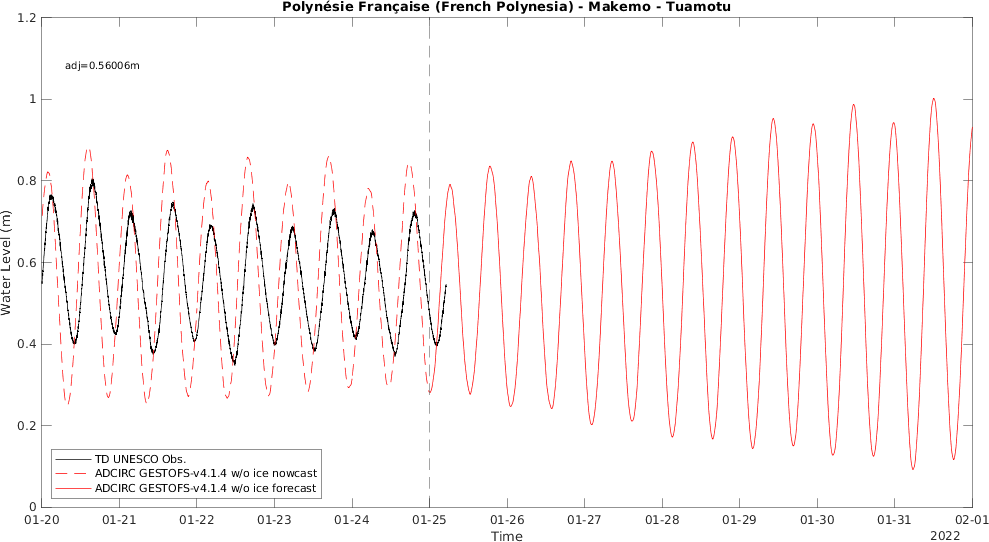 Polynésie Française (French Polynesia) - Makemo - Tuamotu
1.2
adj=0.56006m
1
0.8
0.6
0.4
0.2
0
Water Level (m)
TD UNESCO Obs.
ADCIRC GESTOFS-v4.1.4 w/o ice nowcast
ADCIRC GESTOFS-v4.1.4 w/o ice forecast
01-20 01-21 01-22 01-23 01-24 01-25 01-26 01-27 01-28 01-29 01-30 01-31 02-01
Time
2022